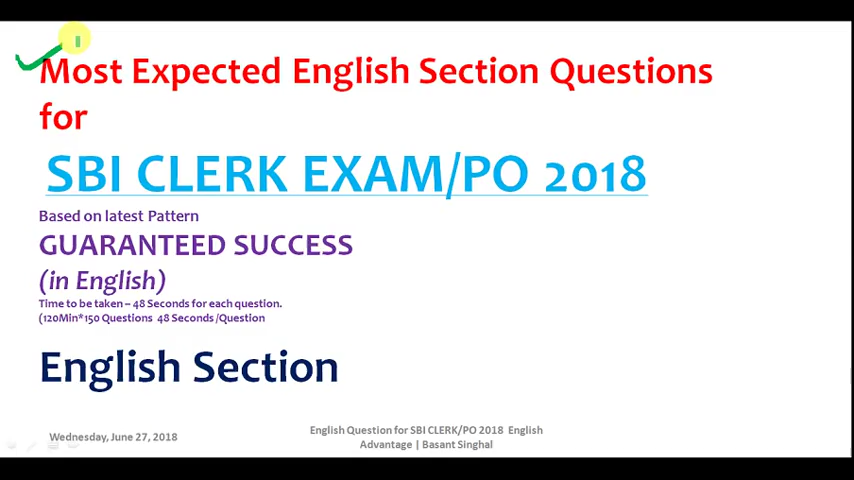 Most Expected English Section Questions
for
SBI CLERK EXAM/PO 2018
Based on latest Pattern
GUARANTEED SUCCESS
(in English)
Time to be taken – 48 Seconds for each question.
(120Min*150 Questions 48 Seconds /Question
English Section
Wednesday, June 27, 2018
English Question for SBI CLERK/PO 2018 English
Advantage | Basant Singhal